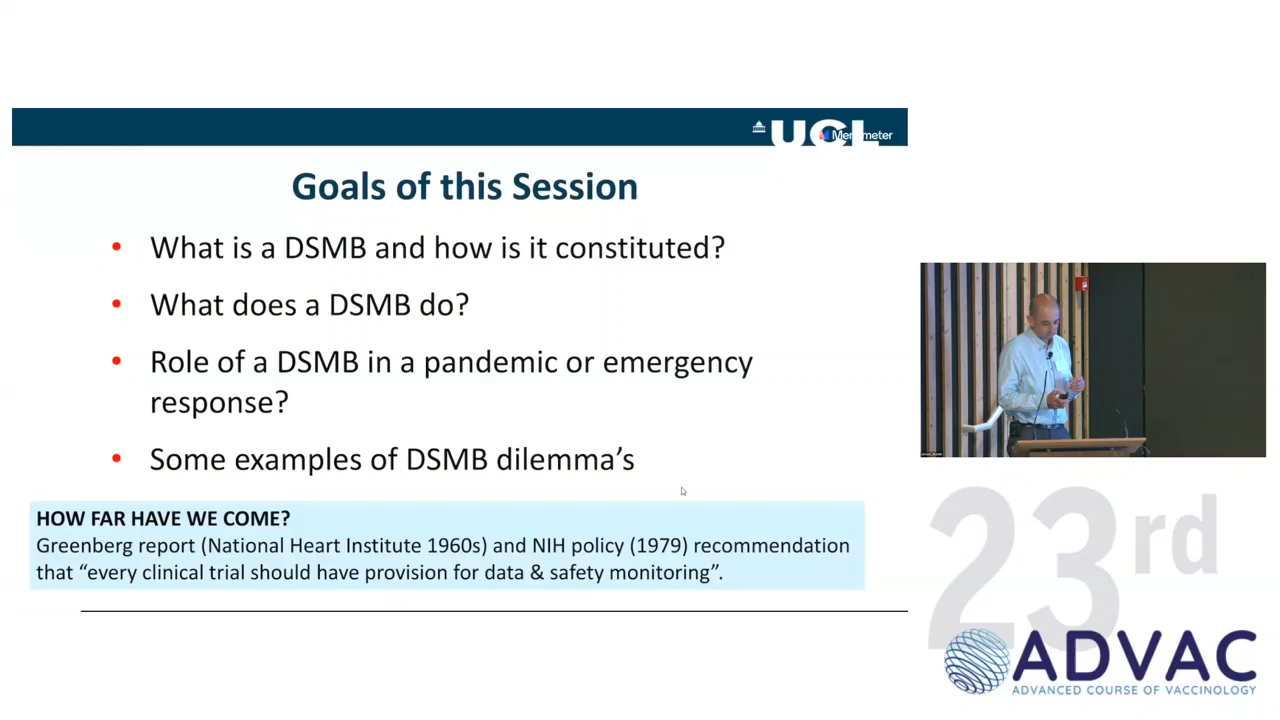 UCL
Mentimeter
Goals of this Session
• What is a DSMB and how is it constituted?
• What does a DSMB do?
• Role of a DSMB in a pandemic or emergency
response?
• Some examples of DSMB dilemma’s
HOW FAR HAVE WE COME?
Greenberg report (National Heart Institute 1960s) and NIH policy (1979) recommendation
that “every clinical trial should have provision for data & safety monitoring”.
23rd
ADVAC
ADVANCED COURSE OF VACCINOLOGY